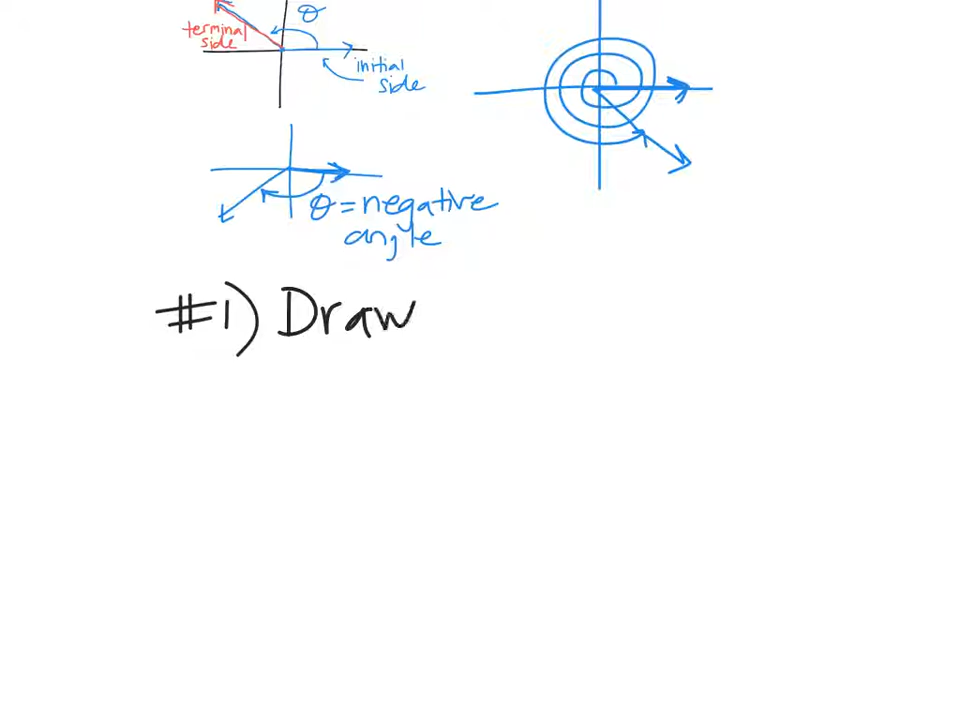 θ
terminal
side
initial
side
θ = negative
angle
#1) Draw